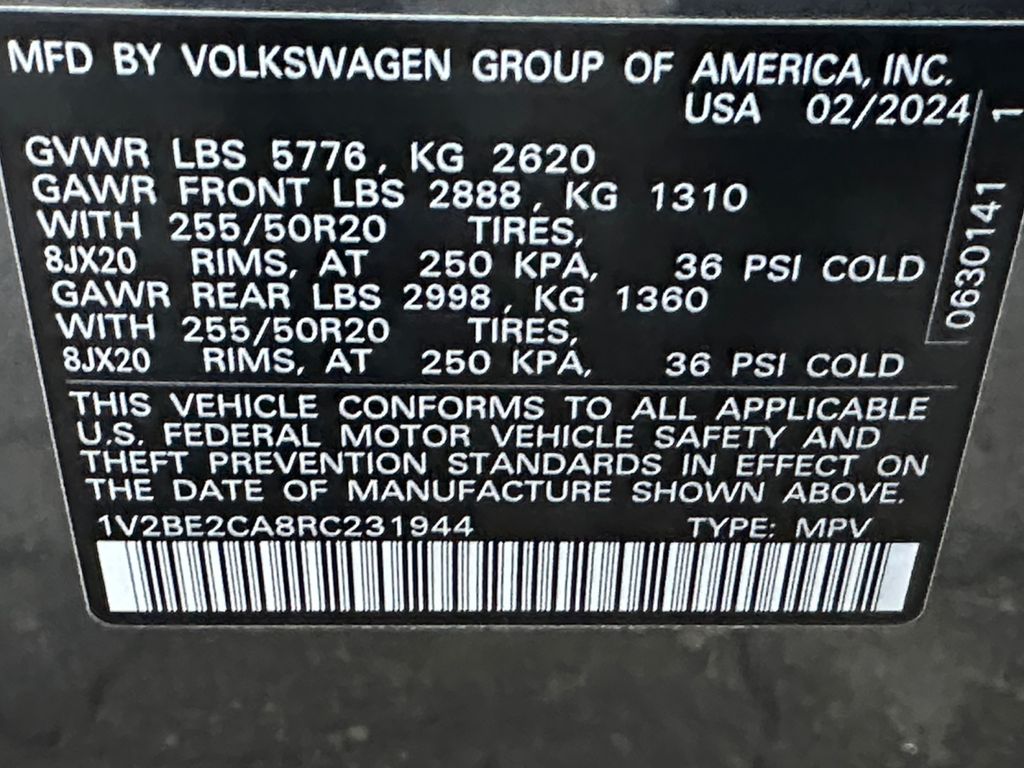 MFD BY VOLKSWAGEN GROUP OF AMERICA, INC.
USA 02/2024
GVWR LBS 5776, KG 2620
GAWR FRONT LBS 2888, KG 1310
WITH 255/50R20 TIRES,
8JX20 RIMS, AT 250 KPA, 36 PSI COLD
GAWR REAR LBS 2998, KG 1360
WITH 255/50R20 TIRES,
8JX20 RIMS, AT 250 KPA, 36 PSI COLD
THIS VEHICLE CONFORMS TO ALL APPLICABLE
U.S. FEDERAL MOTOR VEHICLE SAFETY AND
THEFT PREVENTION STANDARDS IN EFFECT ON
THE DATE OF MANUFACTURE SHOWN ABOVE.
1V2BE2CA8RC231944 TYPE: MPV
0630141 1